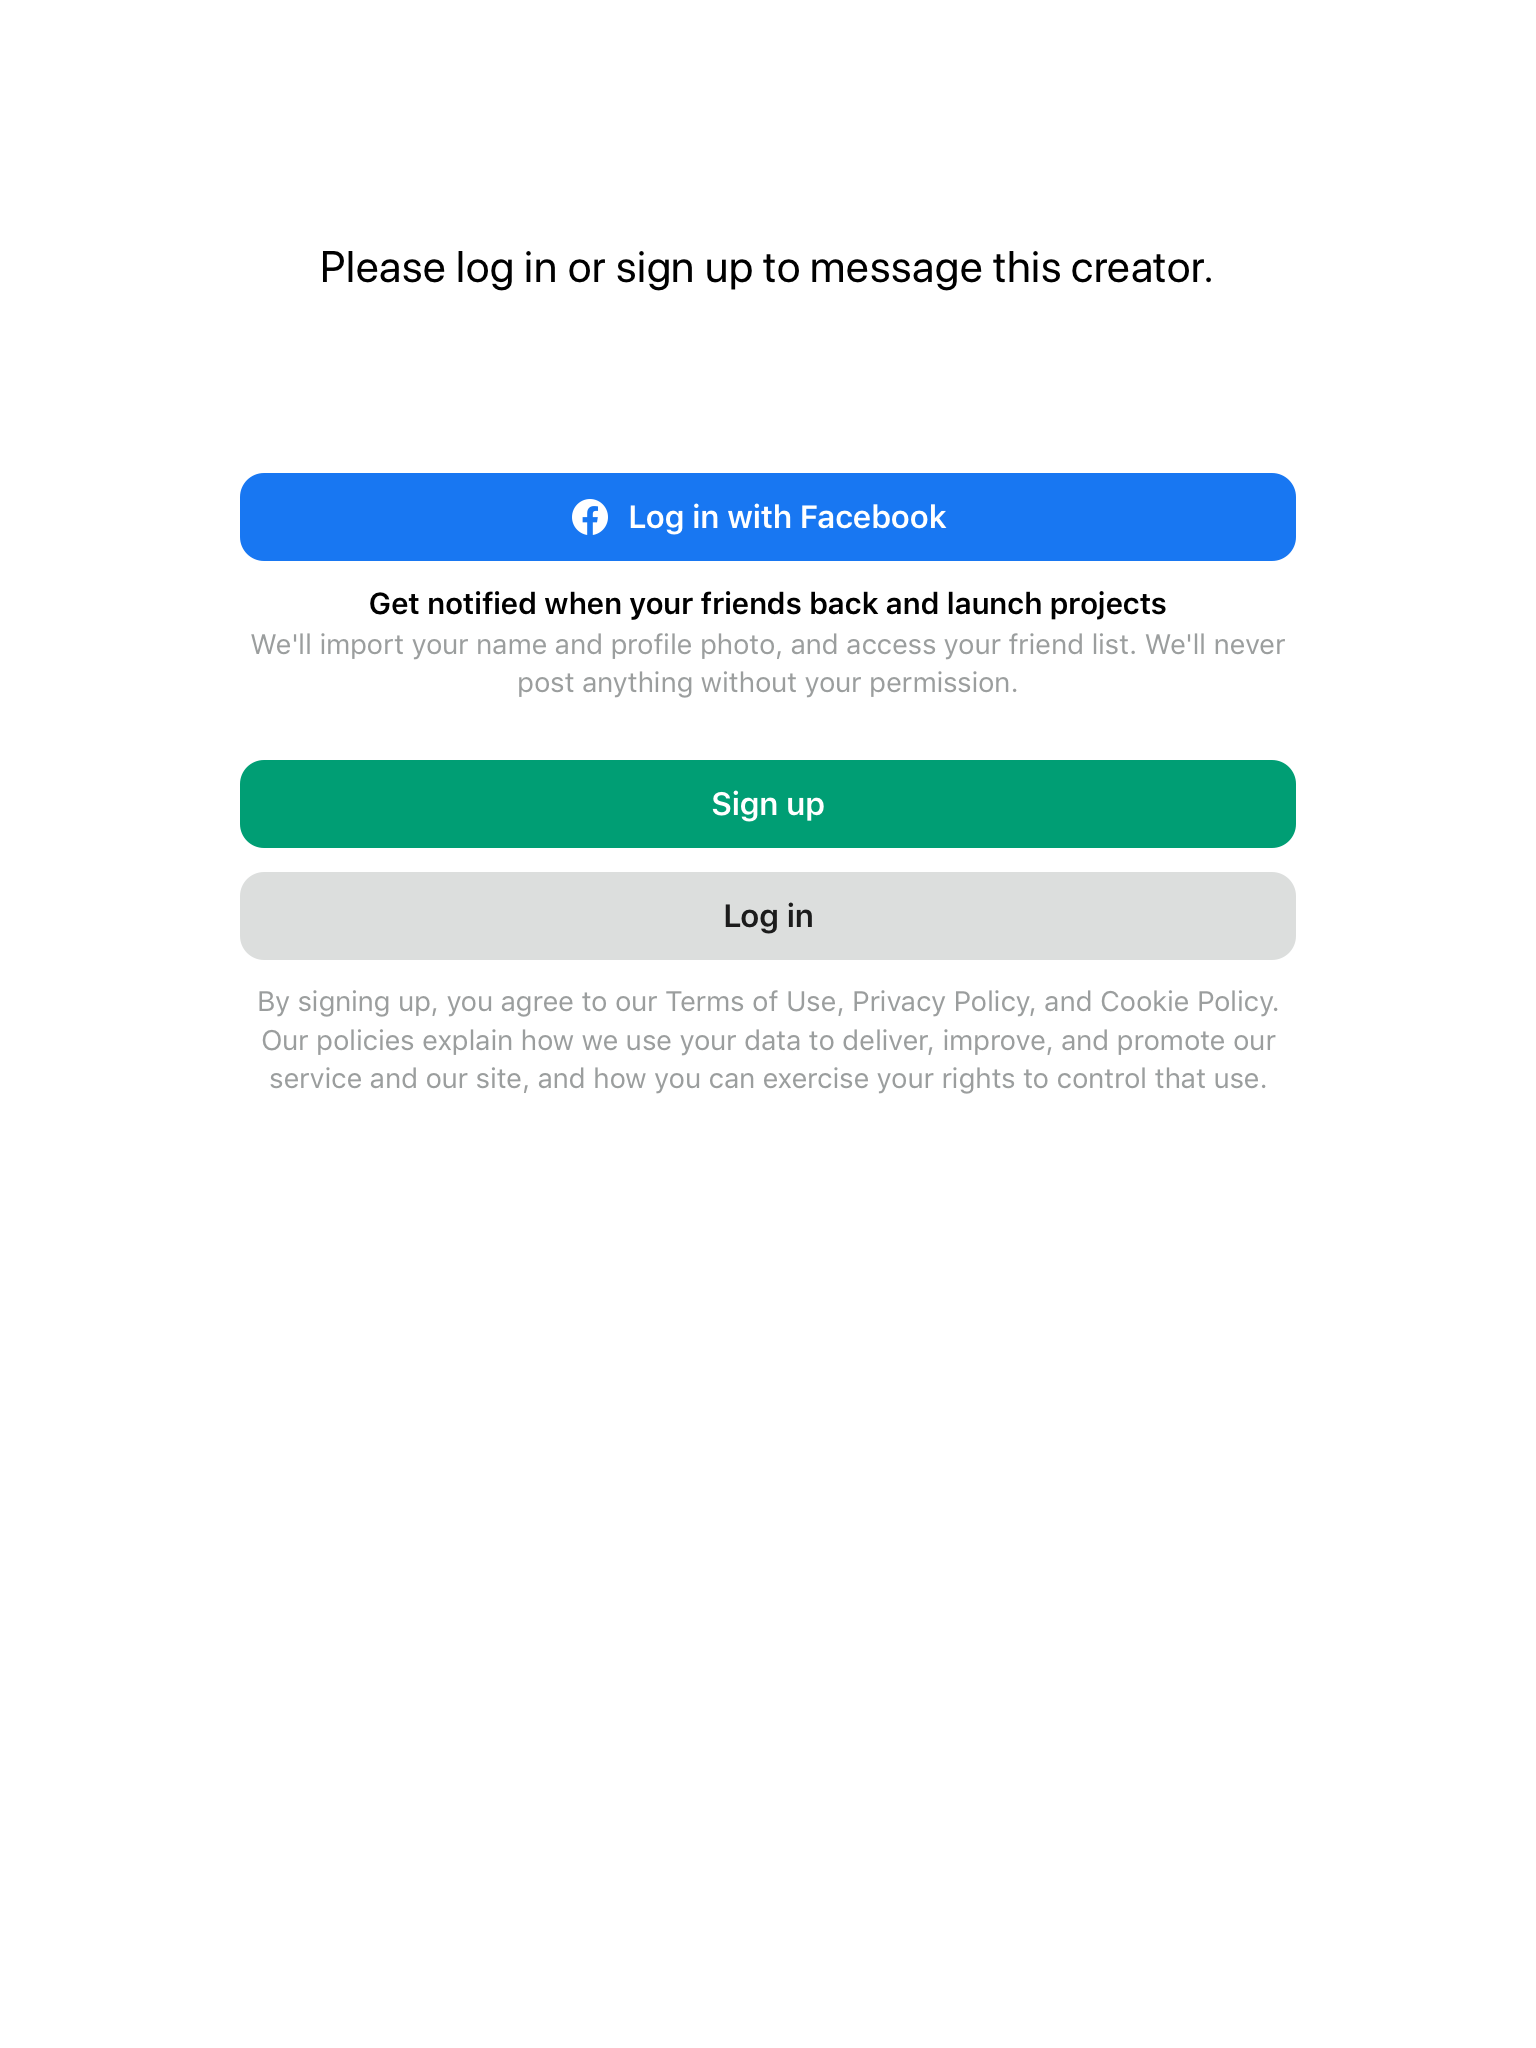 Please log in or sign up to message this creator.
Log in with Facebook
Get notified when your friends back and launch projects
We'll import your name and profile photo, and access your friend list. We'll never
post anything without your permission.
Sign up
Log in
By signing up, you agree to our Terms of Use, Privacy Policy, and Cookie Policy.
Our policies explain how we use your data to deliver, improve, and promote our
service and our site, and how you can exercise your rights to control that use.